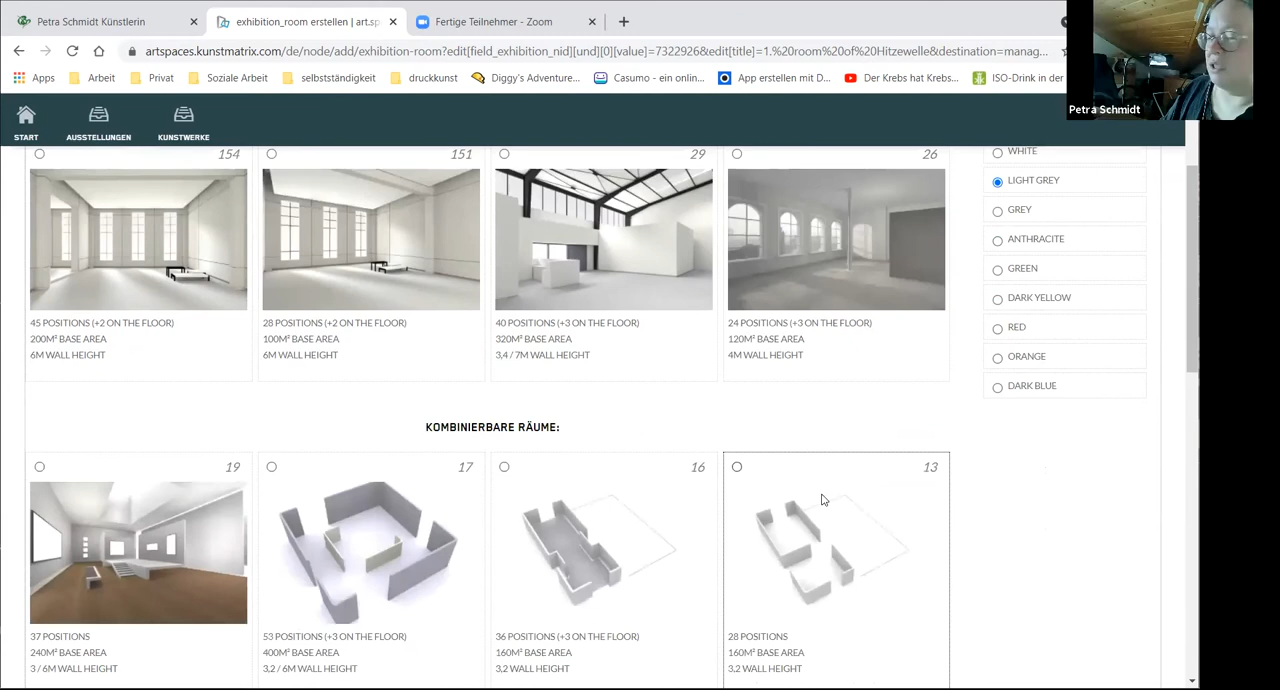 Petra Schmidt Künstlerin
exhibition_room erstellen | art.sp
Fertige Teilnehmer - Zoom
artspaces.kunstmatrix.com/de/node/add/exhibition-room?edit[field_exhibition_nid][und][0][value]=7322926&edit[title]=1.%20room%20of%20Hitzewelle&destination=manag...
Apps
Arbeit
Privat
Soziale Arbeit
selbstständigkeit
druckkunst
Diggy's Adventure...
Casumo - ein onlin...
App erstellen mit D...
Der Krebs hat Krebs...
ISO-Drink in der
Petra Schmidt
START
AUSSTELLUNGEN
KUNSTWERKE
154
151
29
26
45 POSITIONS (+2 ON THE FLOOR)
200M² BASE AREA
6M WALL HEIGHT
28 POSITIONS (+2 ON THE FLOOR)
100M² BASE AREA
6M WALL HEIGHT
40 POSITIONS (+3 ON THE FLOOR)
320M² BASE AREA
3,4 / 7M WALL HEIGHT
24 POSITIONS (+3 ON THE FLOOR)
120M² BASE AREA
4M WALL HEIGHT
WHITE
LIGHT GREY
GREY
ANTHRACITE
GREEN
DARK YELLOW
RED
ORANGE
DARK BLUE
KOMBINIERBARE RÄUME:
19
17
16
13
37 POSITIONS
240M² BASE AREA
3 / 6M WALL HEIGHT
53 POSITIONS (+3 ON THE FLOOR)
400M² BASE AREA
3,2 / 6M WALL HEIGHT
36 POSITIONS (+3 ON THE FLOOR)
160M² BASE AREA
3,2 WALL HEIGHT
28 POSITIONS
160M² BASE AREA
3,2 WALL HEIGHT